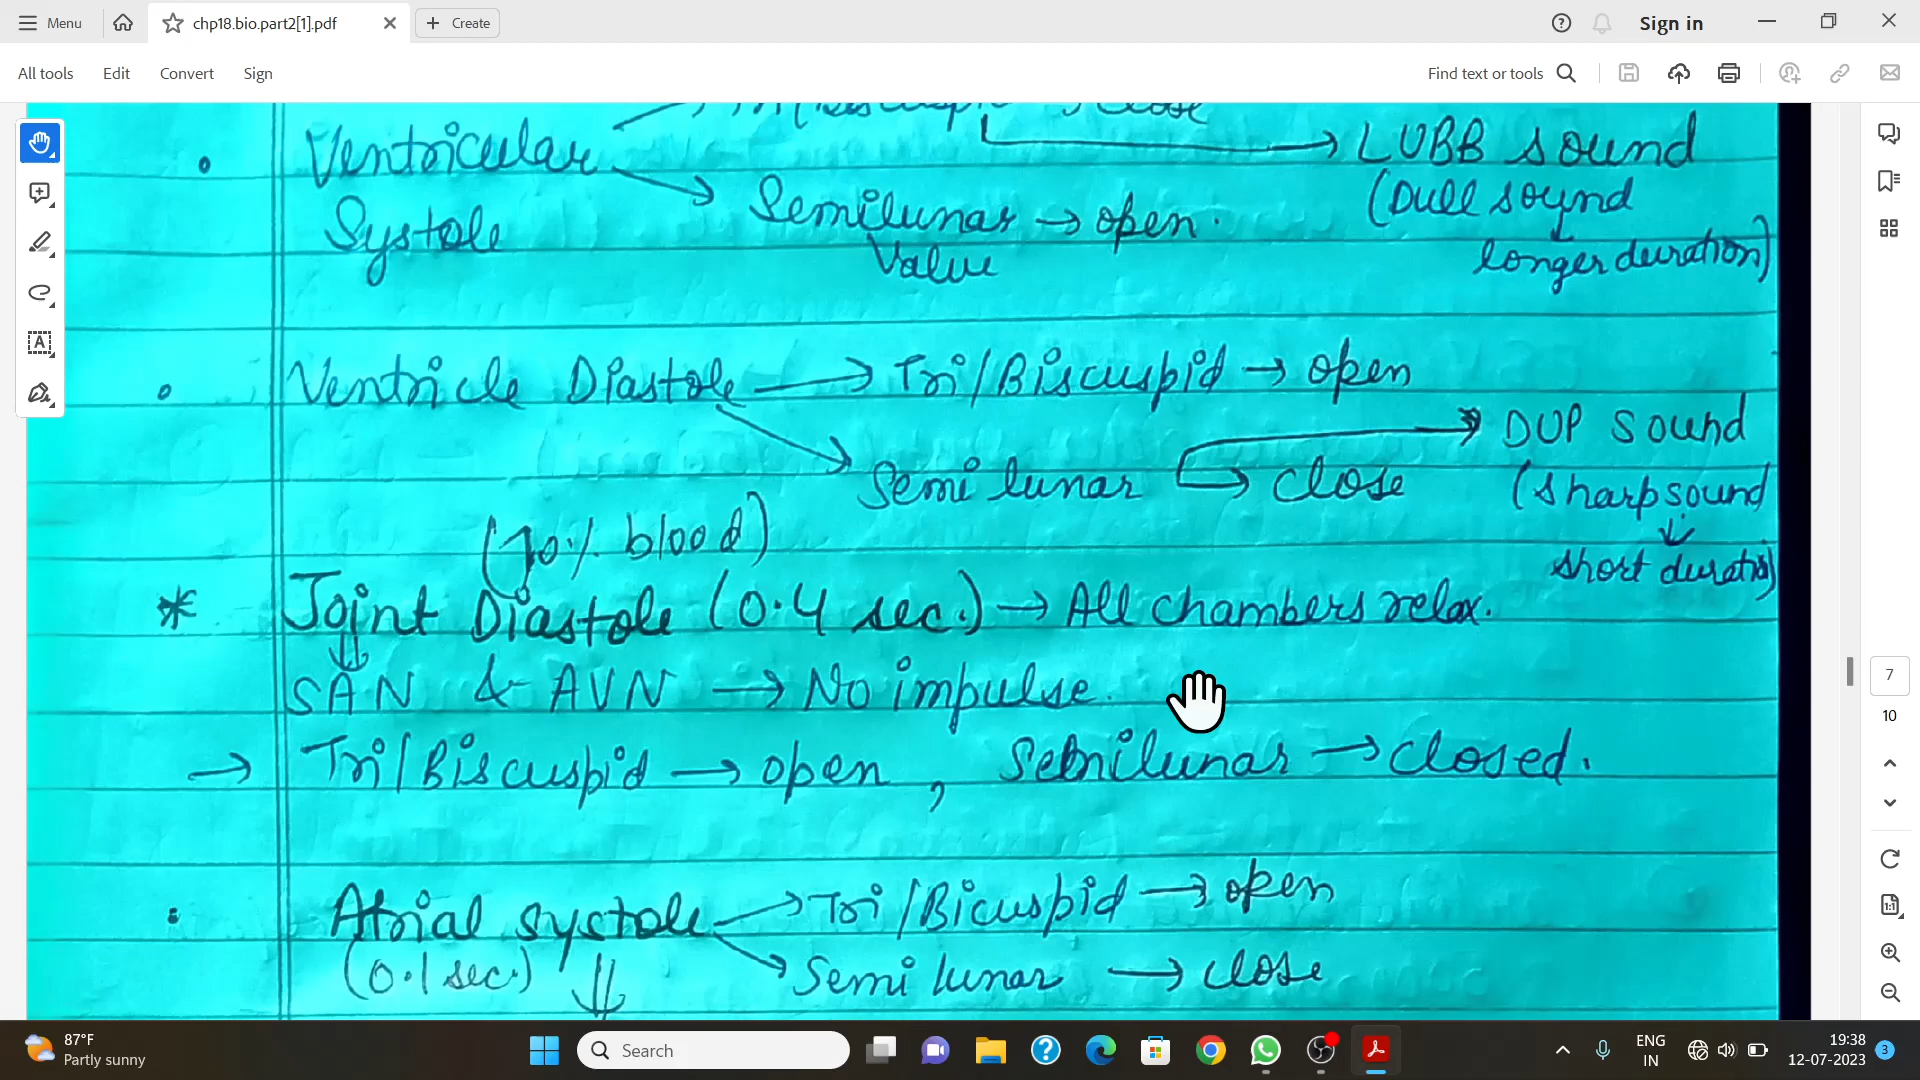 Menu
chp18.bio.part2[1].pdf
Create
Sign in
All tools
Edit
Convert
Sign
Find text or tools
close
Ventricular
Systole
Semilunar → open.
Value
LUBB sound
(Dull sound
longer duration)
Ventricle Diastole → Tri/Biscuspid → open
Semi lunar → close
DUP sound
(sharp sound
short duration)
(70% blood)
* Joint Diastole (0.4 sec.) → All chambers relax.
SAN & AVN → No impulse.
→ Tri/Biscuspid → open, Semilunar → closed.
Atrial systole → Tri/Bicuspid → open
(0.1 sec.)
Semi lunar → close
7
10
87°F
Partly sunny
Search
ENG
IN
19:38
12-07-2023
3